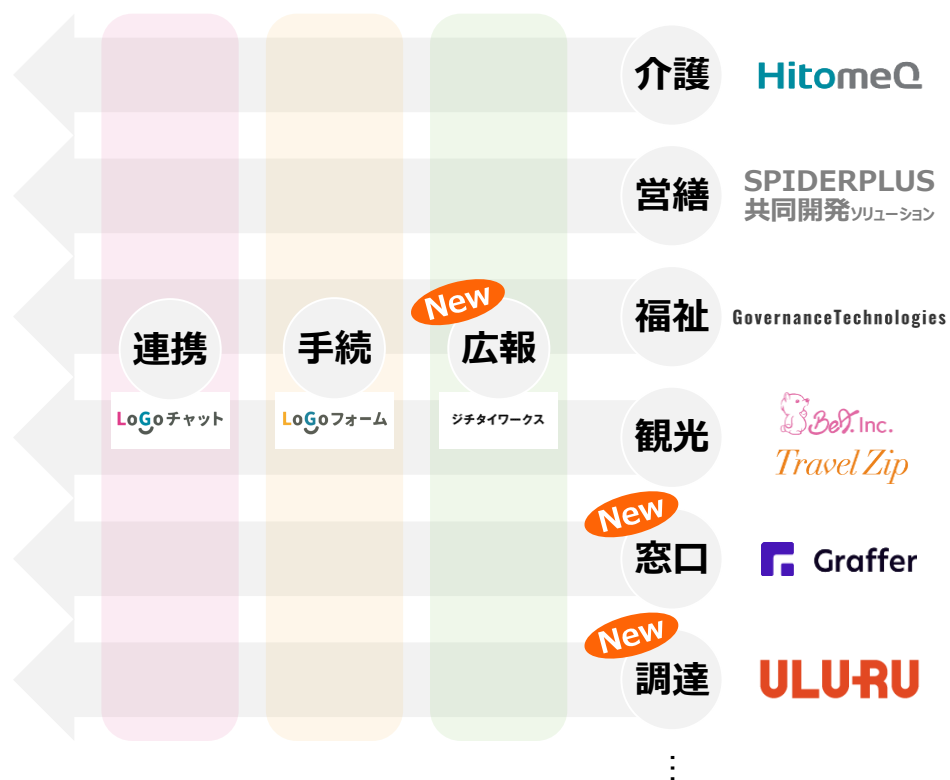 介護
HitomeQ
営繕
SPIDERPLUS
共同開発ソリューション
福祉
GovernanceTechnologies
連携
LoGoチャット
手続
LoGoフォーム
New
広報
ジチタイワークス
観光
BeA.Inc.
Travel Zip
New
窓口
Graffer
New
調達
ULURU
⋮